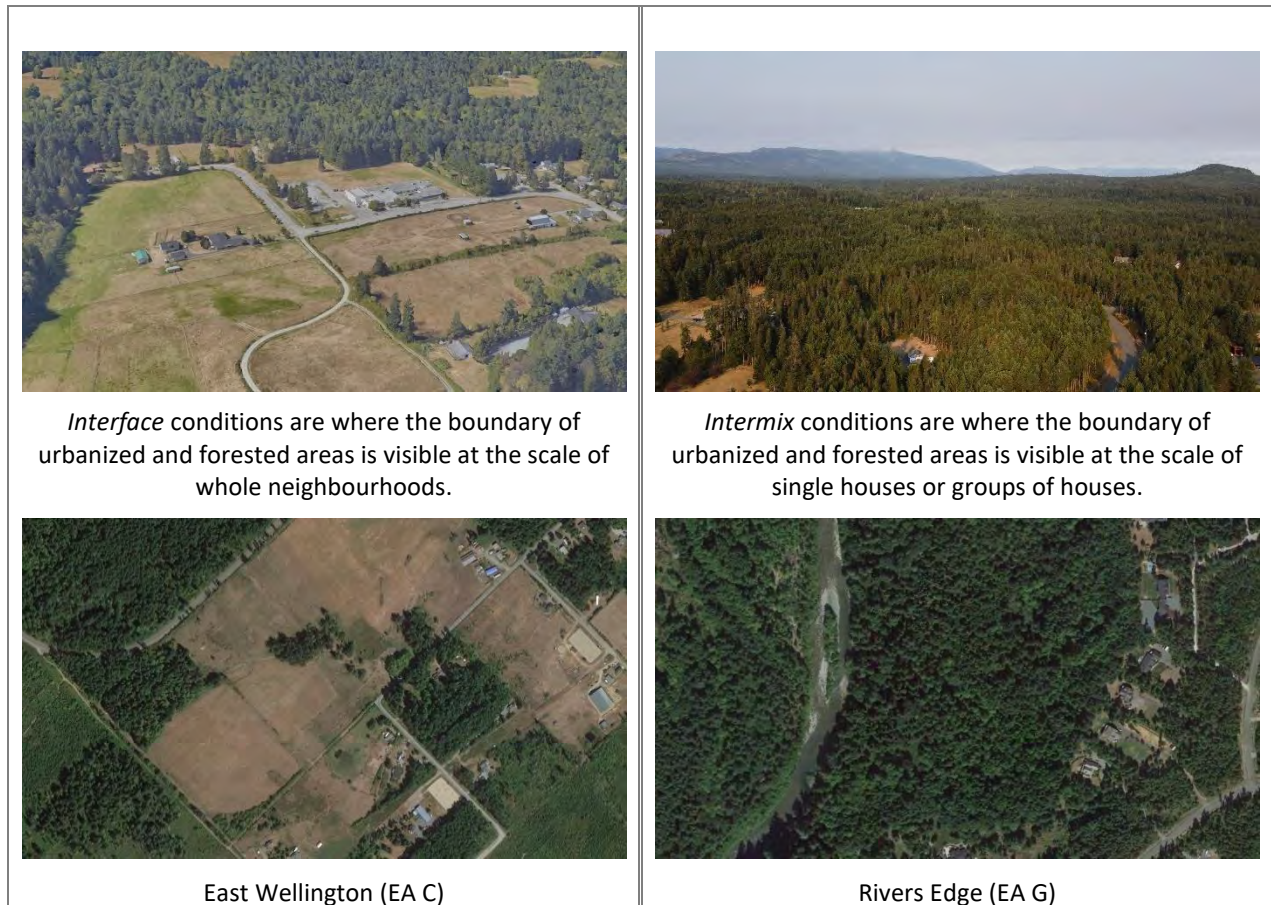 Interface conditions are where the boundary of
urbanized and forested areas is visible at the scale of
whole neighbourhoods.
Intermix conditions are where the boundary of
urbanized and forested areas is visible at the scale of
single houses or groups of houses.
East Wellington (EA C)
Rivers Edge (EA G)